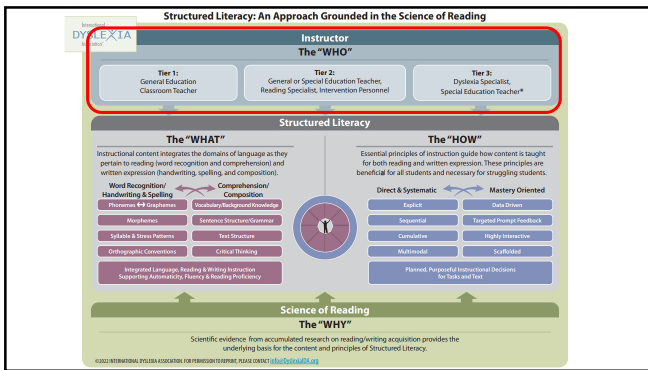 Structured Literacy: An Approach Grounded in the Science of Reading
International
DYSLEXIA
Association
Instructor
The "WHO"
Tier 1:
General Education
Classroom Teacher
Tier 2:
General or Special Education Teacher,
Reading Specialist, Intervention Personnel
Tier 3:
Dyslexia Specialist,
Special Education Teacher*
Structured Literacy
The "WHAT"
Instructional content integrates the domains of language as they
pertain to reading (word recognition and comprehension) and
written expression (handwriting, spelling, and composition).
Word Recognition/
Handwriting & Spelling
Comprehension/
Composition
Phonemes ↔ Graphemes
Vocabulary/Background Knowledge
Morphemes
Sentence Structure/Grammar
Syllable & Stress Patterns
Text Structure
Orthographic Conventions
Critical Thinking
Integrated Language, Reading & Writing Instruction
Supporting Automaticity, Fluency & Reading Proficiency
The "HOW"
Essential principles of instruction guide how content is taught
for both reading and written expression. These principles are
beneficial for all students and necessary for struggling students.
Direct & Systematic
Mastery Oriented
Explicit
Data Driven
Sequential
Targeted Prompt Feedback
Cumulative
Highly Interactive
Multimodal
Scaffolded
Planned, Purposeful Instructional Decisions
for Tasks and Text
Science of Reading
The "WHY"
Scientific evidence from accumulated research on reading/writing acquisition provides the
underlying basis for the content and principles of Structured Literacy.
©2022 INTERNATIONAL DYSLEXIA ASSOCIATION. FOR PERMISSION TO REPRINT, PLEASE CONTACT info@DyslexiaIDA.org